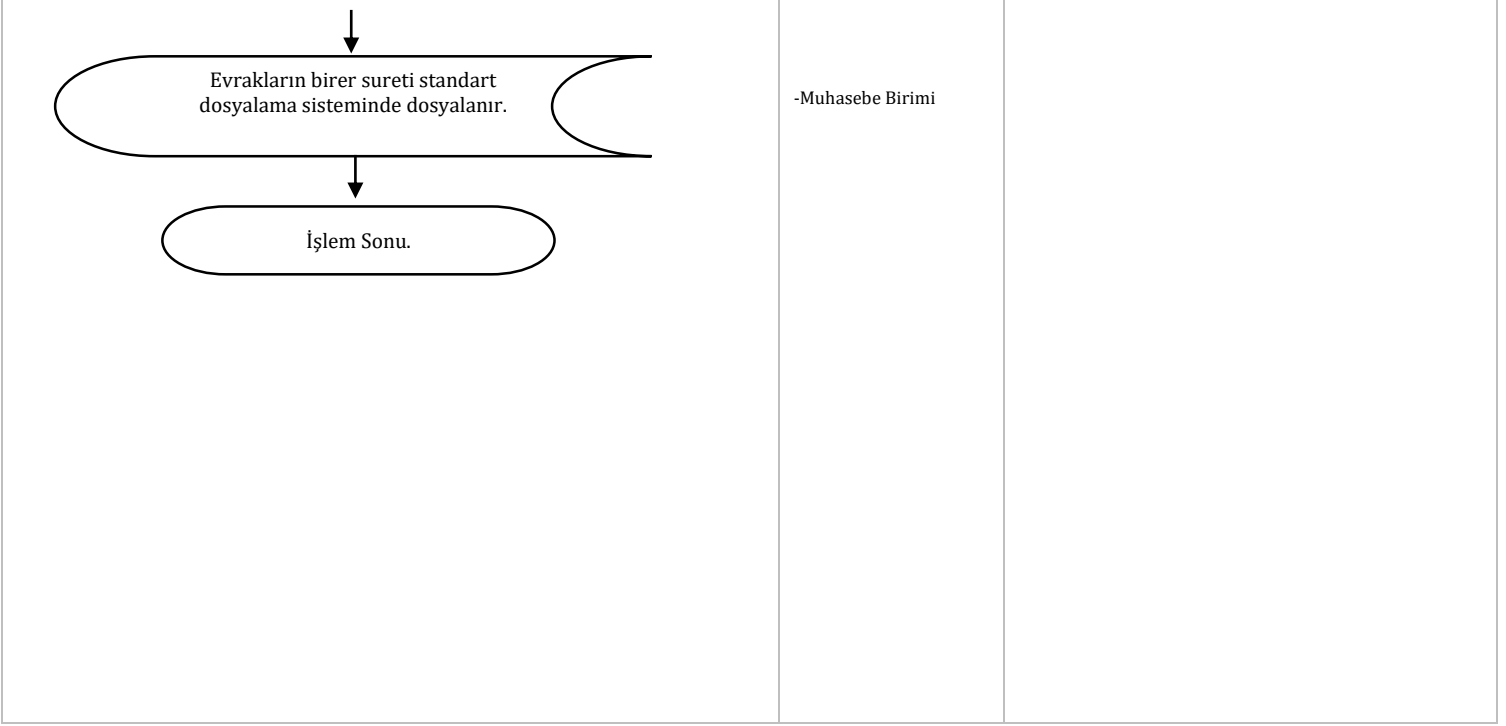 Evrakların birer sureti standart
dosyalama sisteminde dosyalanır.
-Muhasebe Birimi
İşlem Sonu.